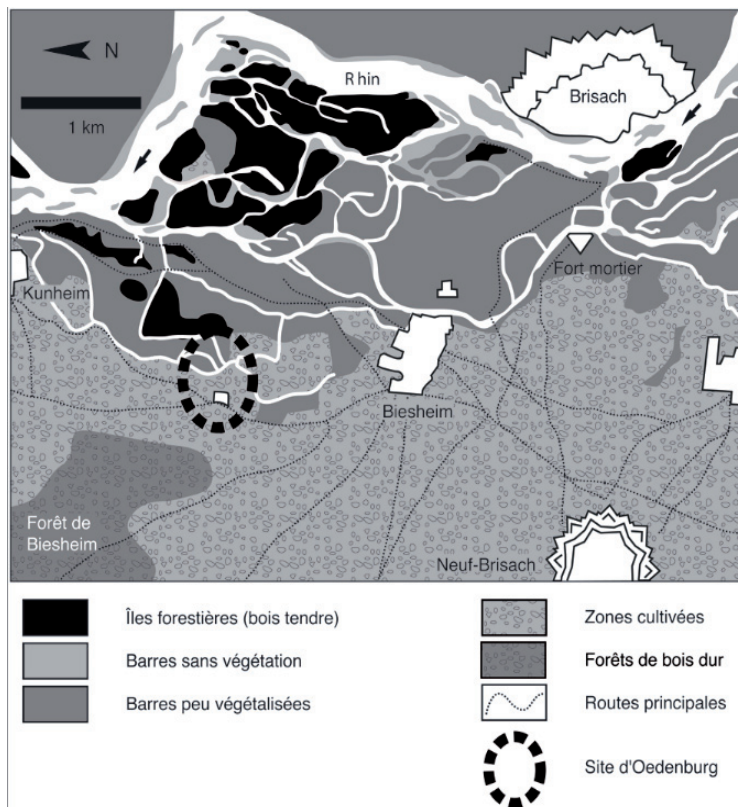 N
1 km
R hin
Brisach
Kunheim
Fort mortier
Biesheim
Forêt de
Biesheim
Neuf-Brisach
Îles forestières (bois tendre)
Barres sans végétation
Barres peu végétalisées
Zones cultivées
Forêts de bois dur
Routes principales
Site d'Oedenburg